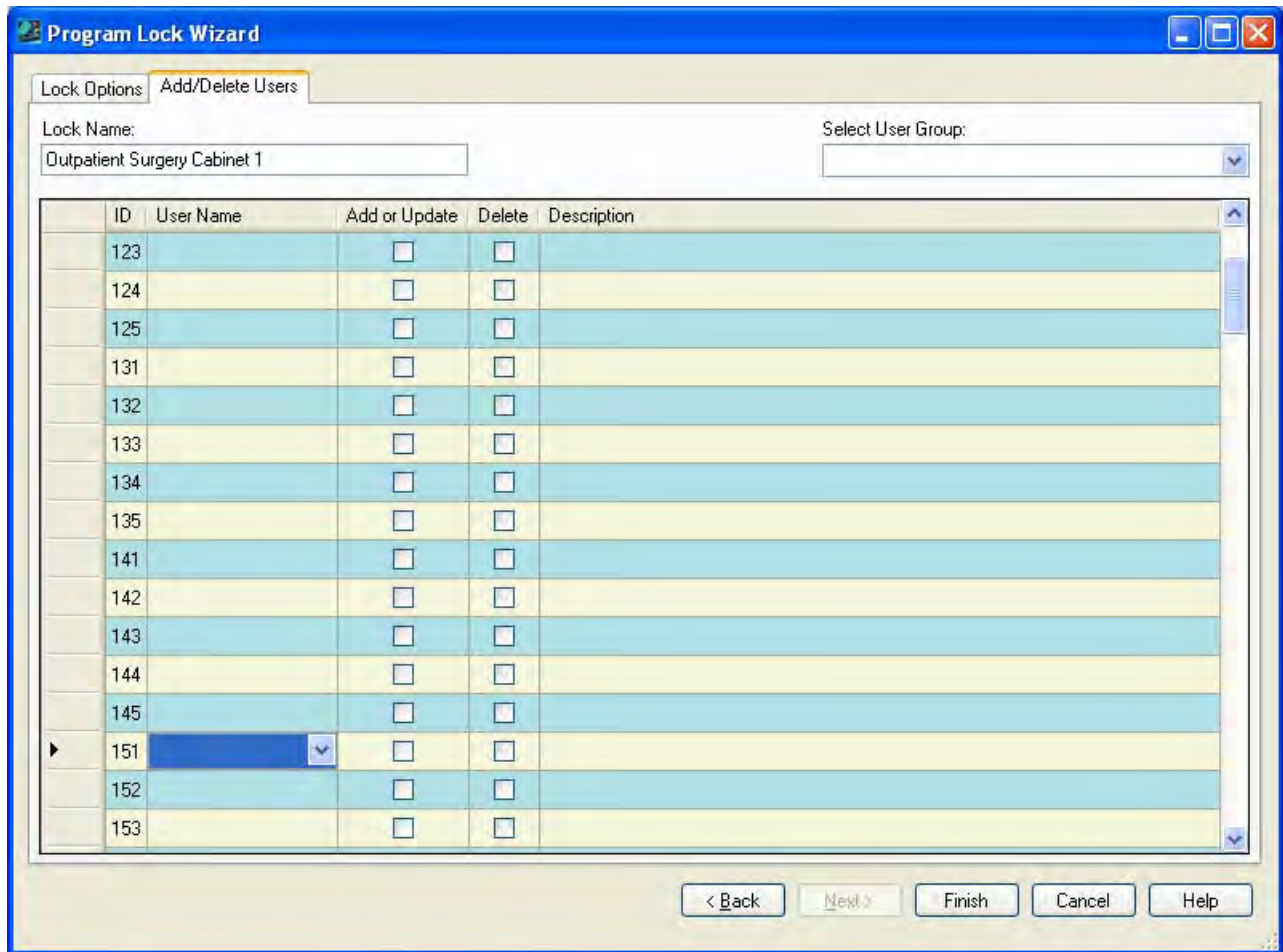 Program Lock Wizard
Lock Options Add/Delete Users
Lock Name: Select User Group:
Outpatient Surgery Cabinet 1
ID User Name Add or Update Delete Description
123
124
125
131
132
133
134
135
141
142
143
144
145
151
152
153
< Back Next > Finish Cancel Help